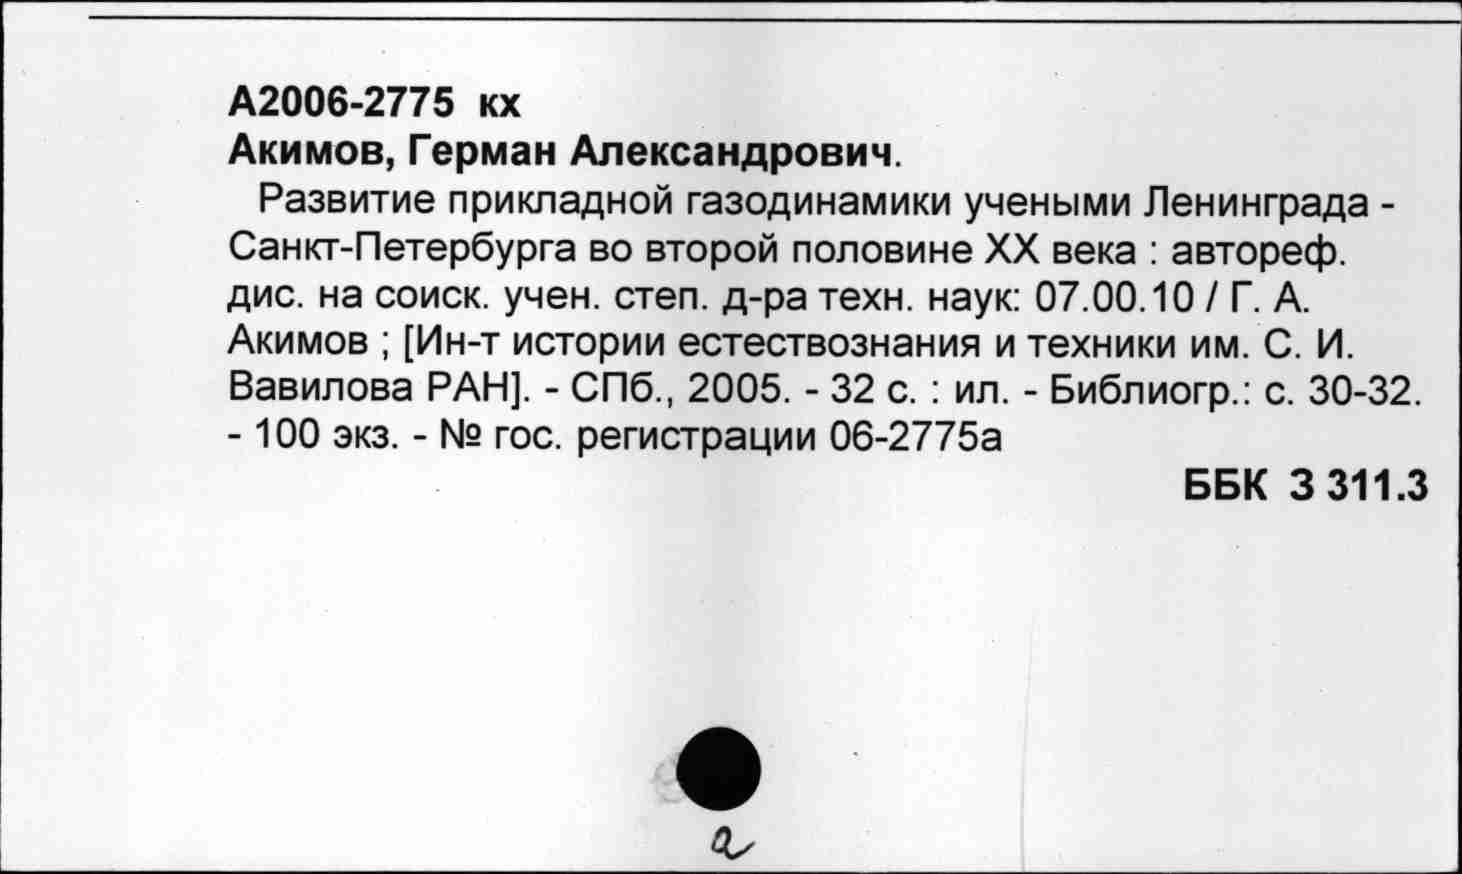 А2006-2775 кх
Акимов, Герман Александрович.
Развитие прикладной газодинамики учеными Ленинграда -
Санкт-Петербурга во второй половине XX века : автореф.
дис. на соиск. учен. степ. д-ра техн. наук: 07.00.10 / Г. А.
Акимов ; [Ин-т истории естествознания и техники им. С. И.
Вавилова РАН]. - СПб., 2005. - 32 с. : ил. - Библиогр.: с. 30-32.
- 100 экз. - № гос. регистрации 06-2775а
ББК З 311.3
а